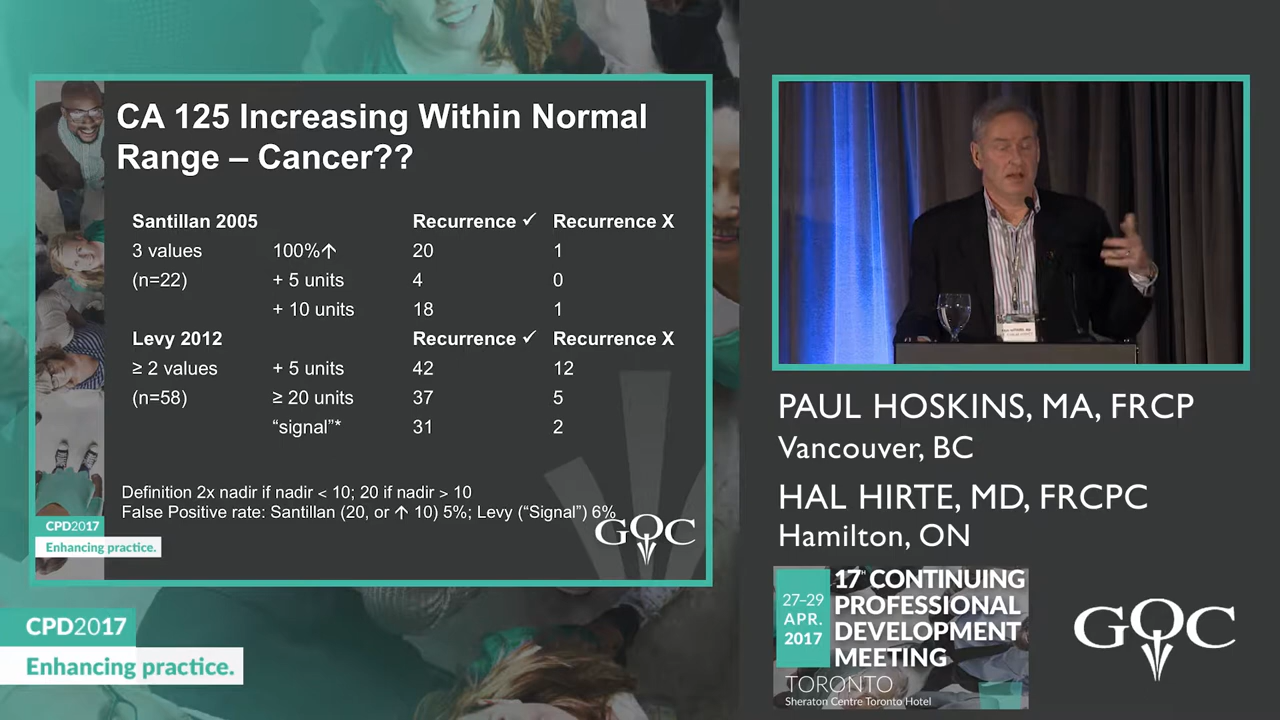 CA 125 Increasing Within Normal
Range – Cancer??
Santillan 2005 Recurrence ✓ Recurrence X
3 values 100%↑ 20 1
(n=22) + 5 units 4 0
+ 10 units 18 1
Levy 2012 Recurrence ✓ Recurrence X
≥ 2 values + 5 units 42 12
(n=58) ≥ 20 units 37 5
“signal”* 31 2
Definition 2x nadir if nadir < 10; 20 if nadir > 10
False Positive rate: Santillan (20, or ↑ 10) 5%; Levy (“Signal”) 6%
GOC
CPD2017
Enhancing practice.
CPD2017
Enhancing practice.
PAUL HOSKINS, MA, FRCP
Vancouver, BC
HAL HIRTE, MD, FRCPC
Hamilton, ON
27–29
APR.
2017
17TH CONTINUING
PROFESSIONAL
DEVELOPMENT
MEETING
TORONTO
Sheraton Centre Toronto Hotel
GOC